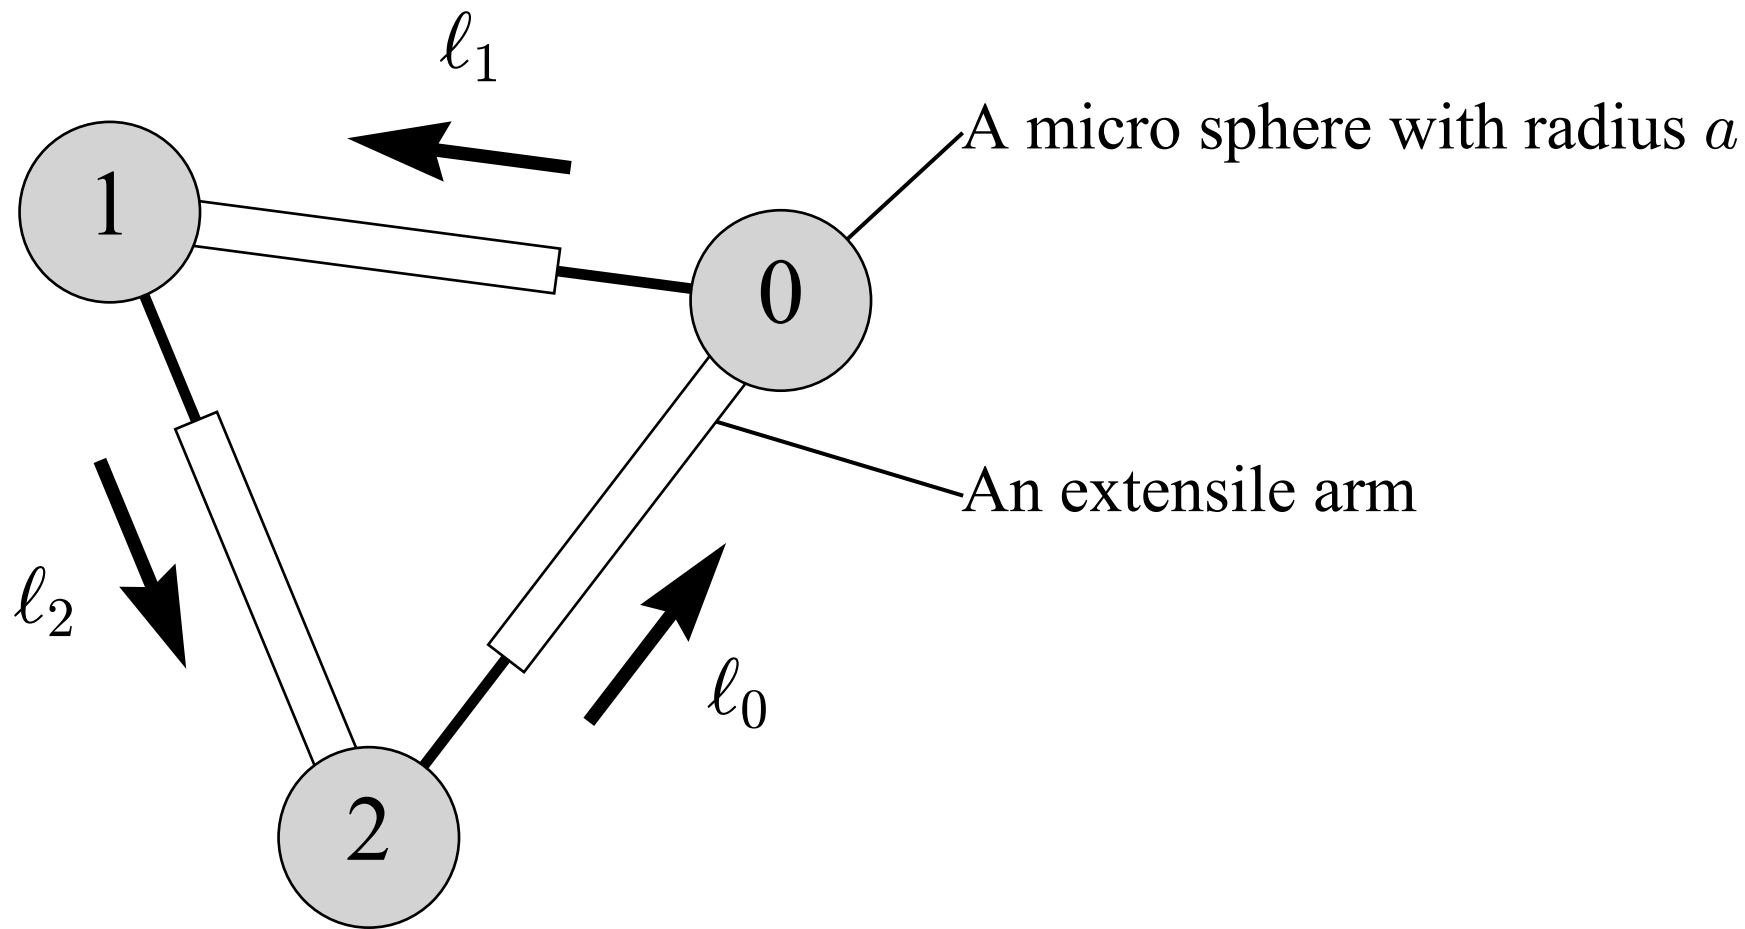 ℓ₁
A micro sphere with radius a
1
0
An extensile arm
ℓ₂
ℓ₀
2